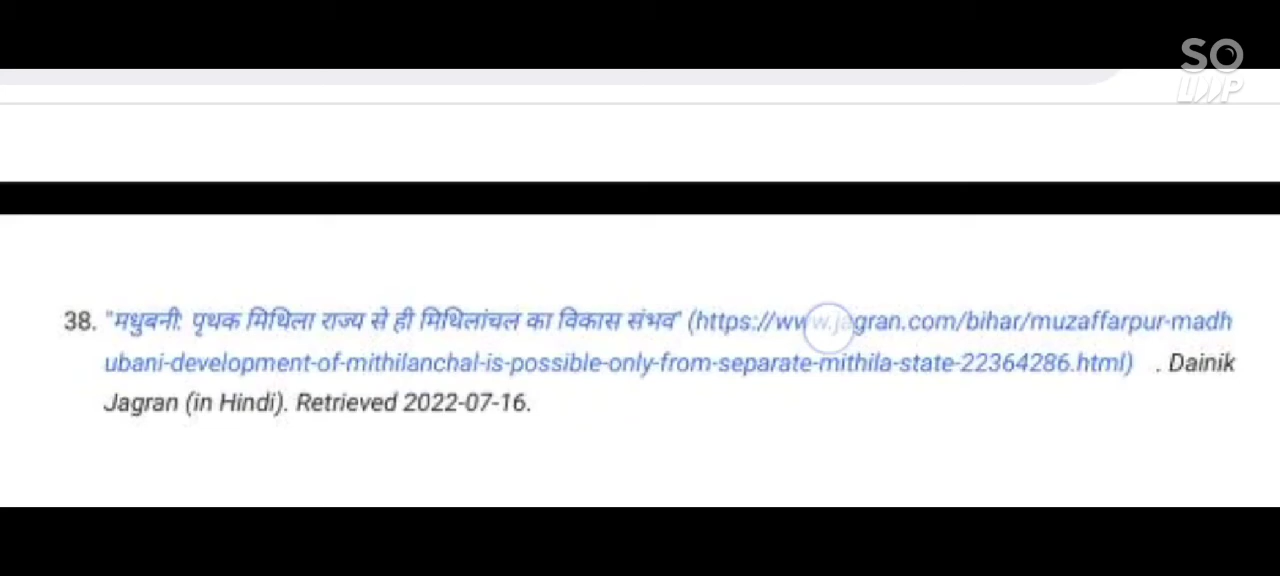 SO
38. "मधुबनी: पृथक मिथिला राज्य से ही मिथिलांचल का विकास संभव" (https://www.jagran.com/bihar/muzaffarpur-madh
ubani-development-of-mithilanchal-is-possible-only-from-separate-mithila-state-22364286.html) . Dainik
Jagran (in Hindi). Retrieved 2022-07-16.